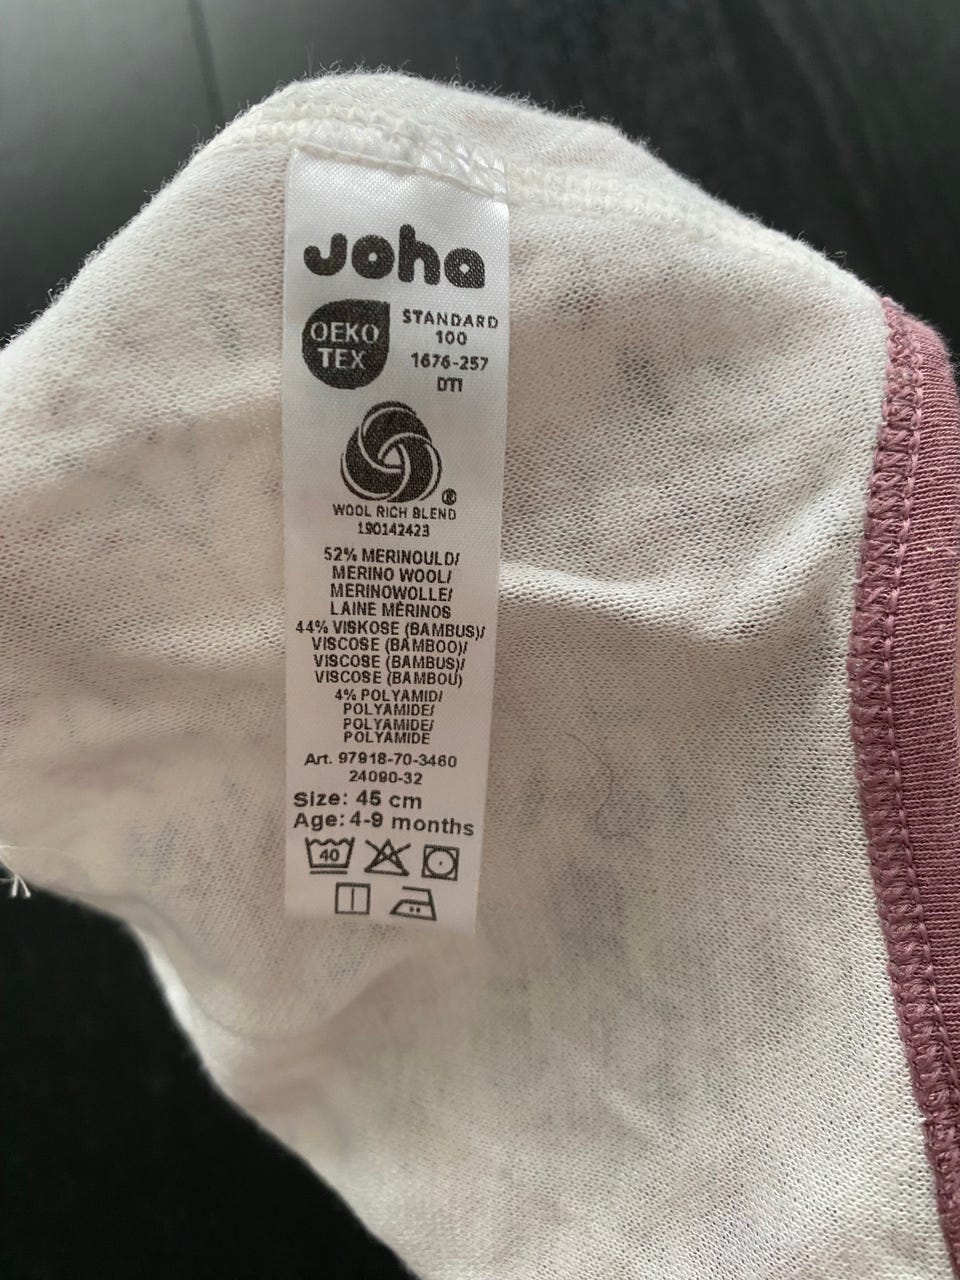 Joha
OEKO
TEX
STANDARD
100
1676-257
DTI
®
WOOL RICH BLEND
190142423
52% MERINOULD/
MERINO WOOL/
MERINOWOLLE/
LAINE MÉRINOS
44% VISKOSE (BAMBUS)/
VISCOSE (BAMBOO)/
VISCOSE (BAMBUS)/
VISCOSE (BAMBOU)
4% POLYAMID/
POLYAMIDE/
POLYAMIDE/
POLYAMIDE
Art. 97918-70-3460
24090-32
Size: 45 cm
Age: 4-9 months
40